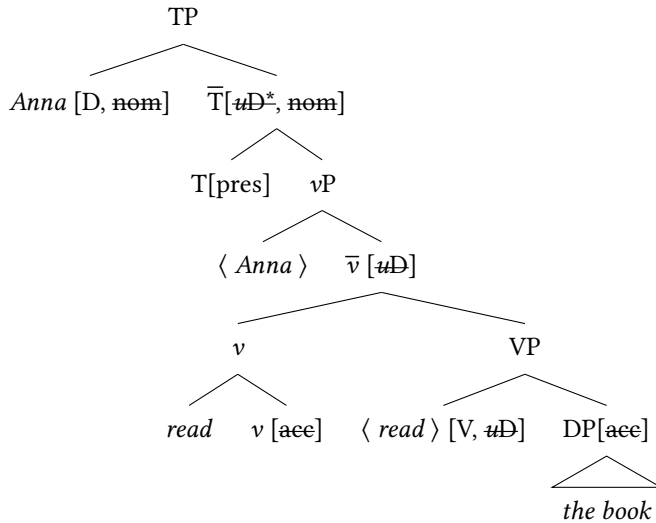 TP
Anna [D, nom] T̅[uD*, nom]
T[pres] vP
⟨ Anna ⟩ v̅ [uD]
v VP
read v [acc] ⟨ read ⟩ [V, uD] DP[acc]
the book